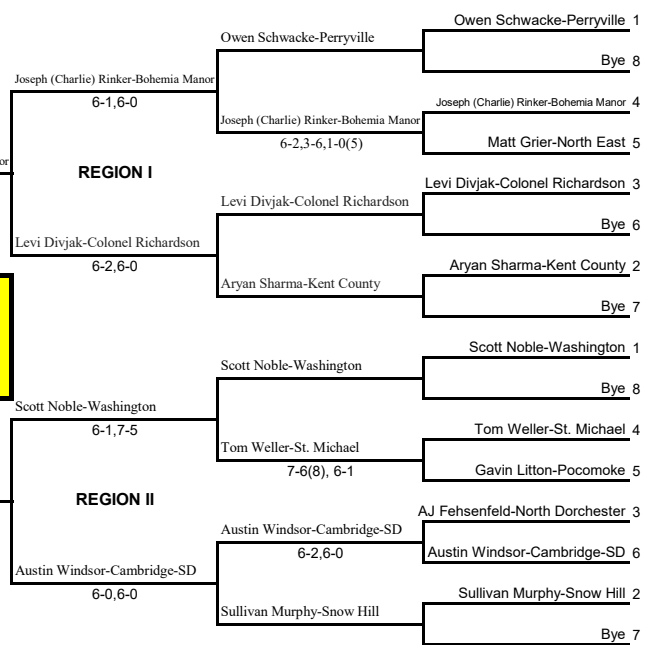 Owen Schwacke-Perryville 1
Owen Schwacke-Perryville
Bye 8
Joseph (Charlie) Rinker-Bohemia Manor
6-1,6-0
Joseph (Charlie) Rinker-Bohemia Manor 4
Joseph (Charlie) Rinker-Bohemia Manor
6-2,3-6,1-0(5)
Matt Grier-North East 5
or
REGION I
Levi Divjak-Colonel Richardson 3
Levi Divjak-Colonel Richardson
Bye 6
Levi Divjak-Colonel Richardson
6-2,6-0
Aryan Sharma-Kent County 2
Aryan Sharma-Kent County
Bye 7
Scott Noble-Washington 1
Scott Noble-Washington
Bye 8
Scott Noble-Washington
6-1,7-5
Tom Weller-St. Michael 4
Tom Weller-St. Michael
7-6(8), 6-1
Gavin Litton-Pocomoke 5
REGION II
AJ Fehsenfeld-North Dorchester 3
Austin Windsor-Cambridge-SD
6-2,6-0
Austin Windsor-Cambridge-SD 6
Austin Windsor-Cambridge-SD
6-0,6-0
Sullivan Murphy-Snow Hill 2
Sullivan Murphy-Snow Hill
Bye 7